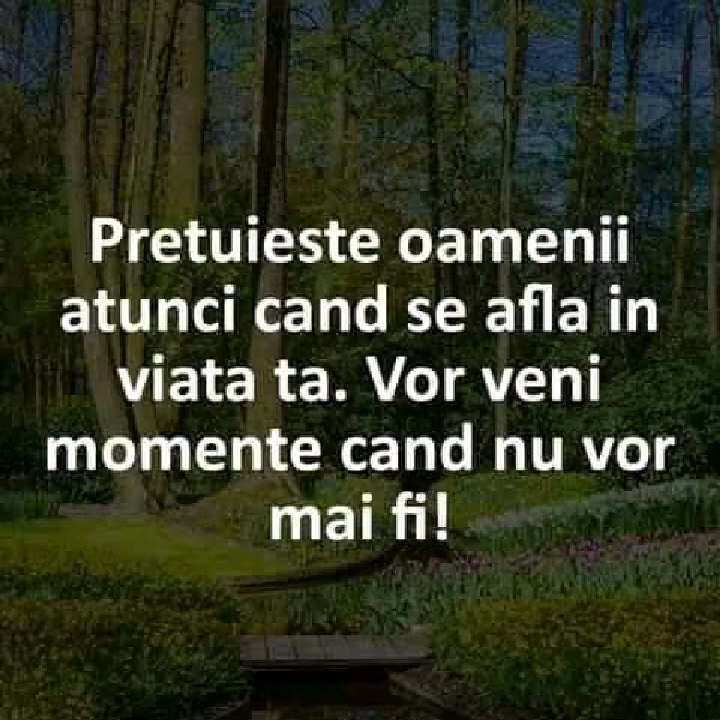 Pretuieste oamenii
atunci cand se afla in
viata ta. Vor veni
momente cand nu vor
mai fi!